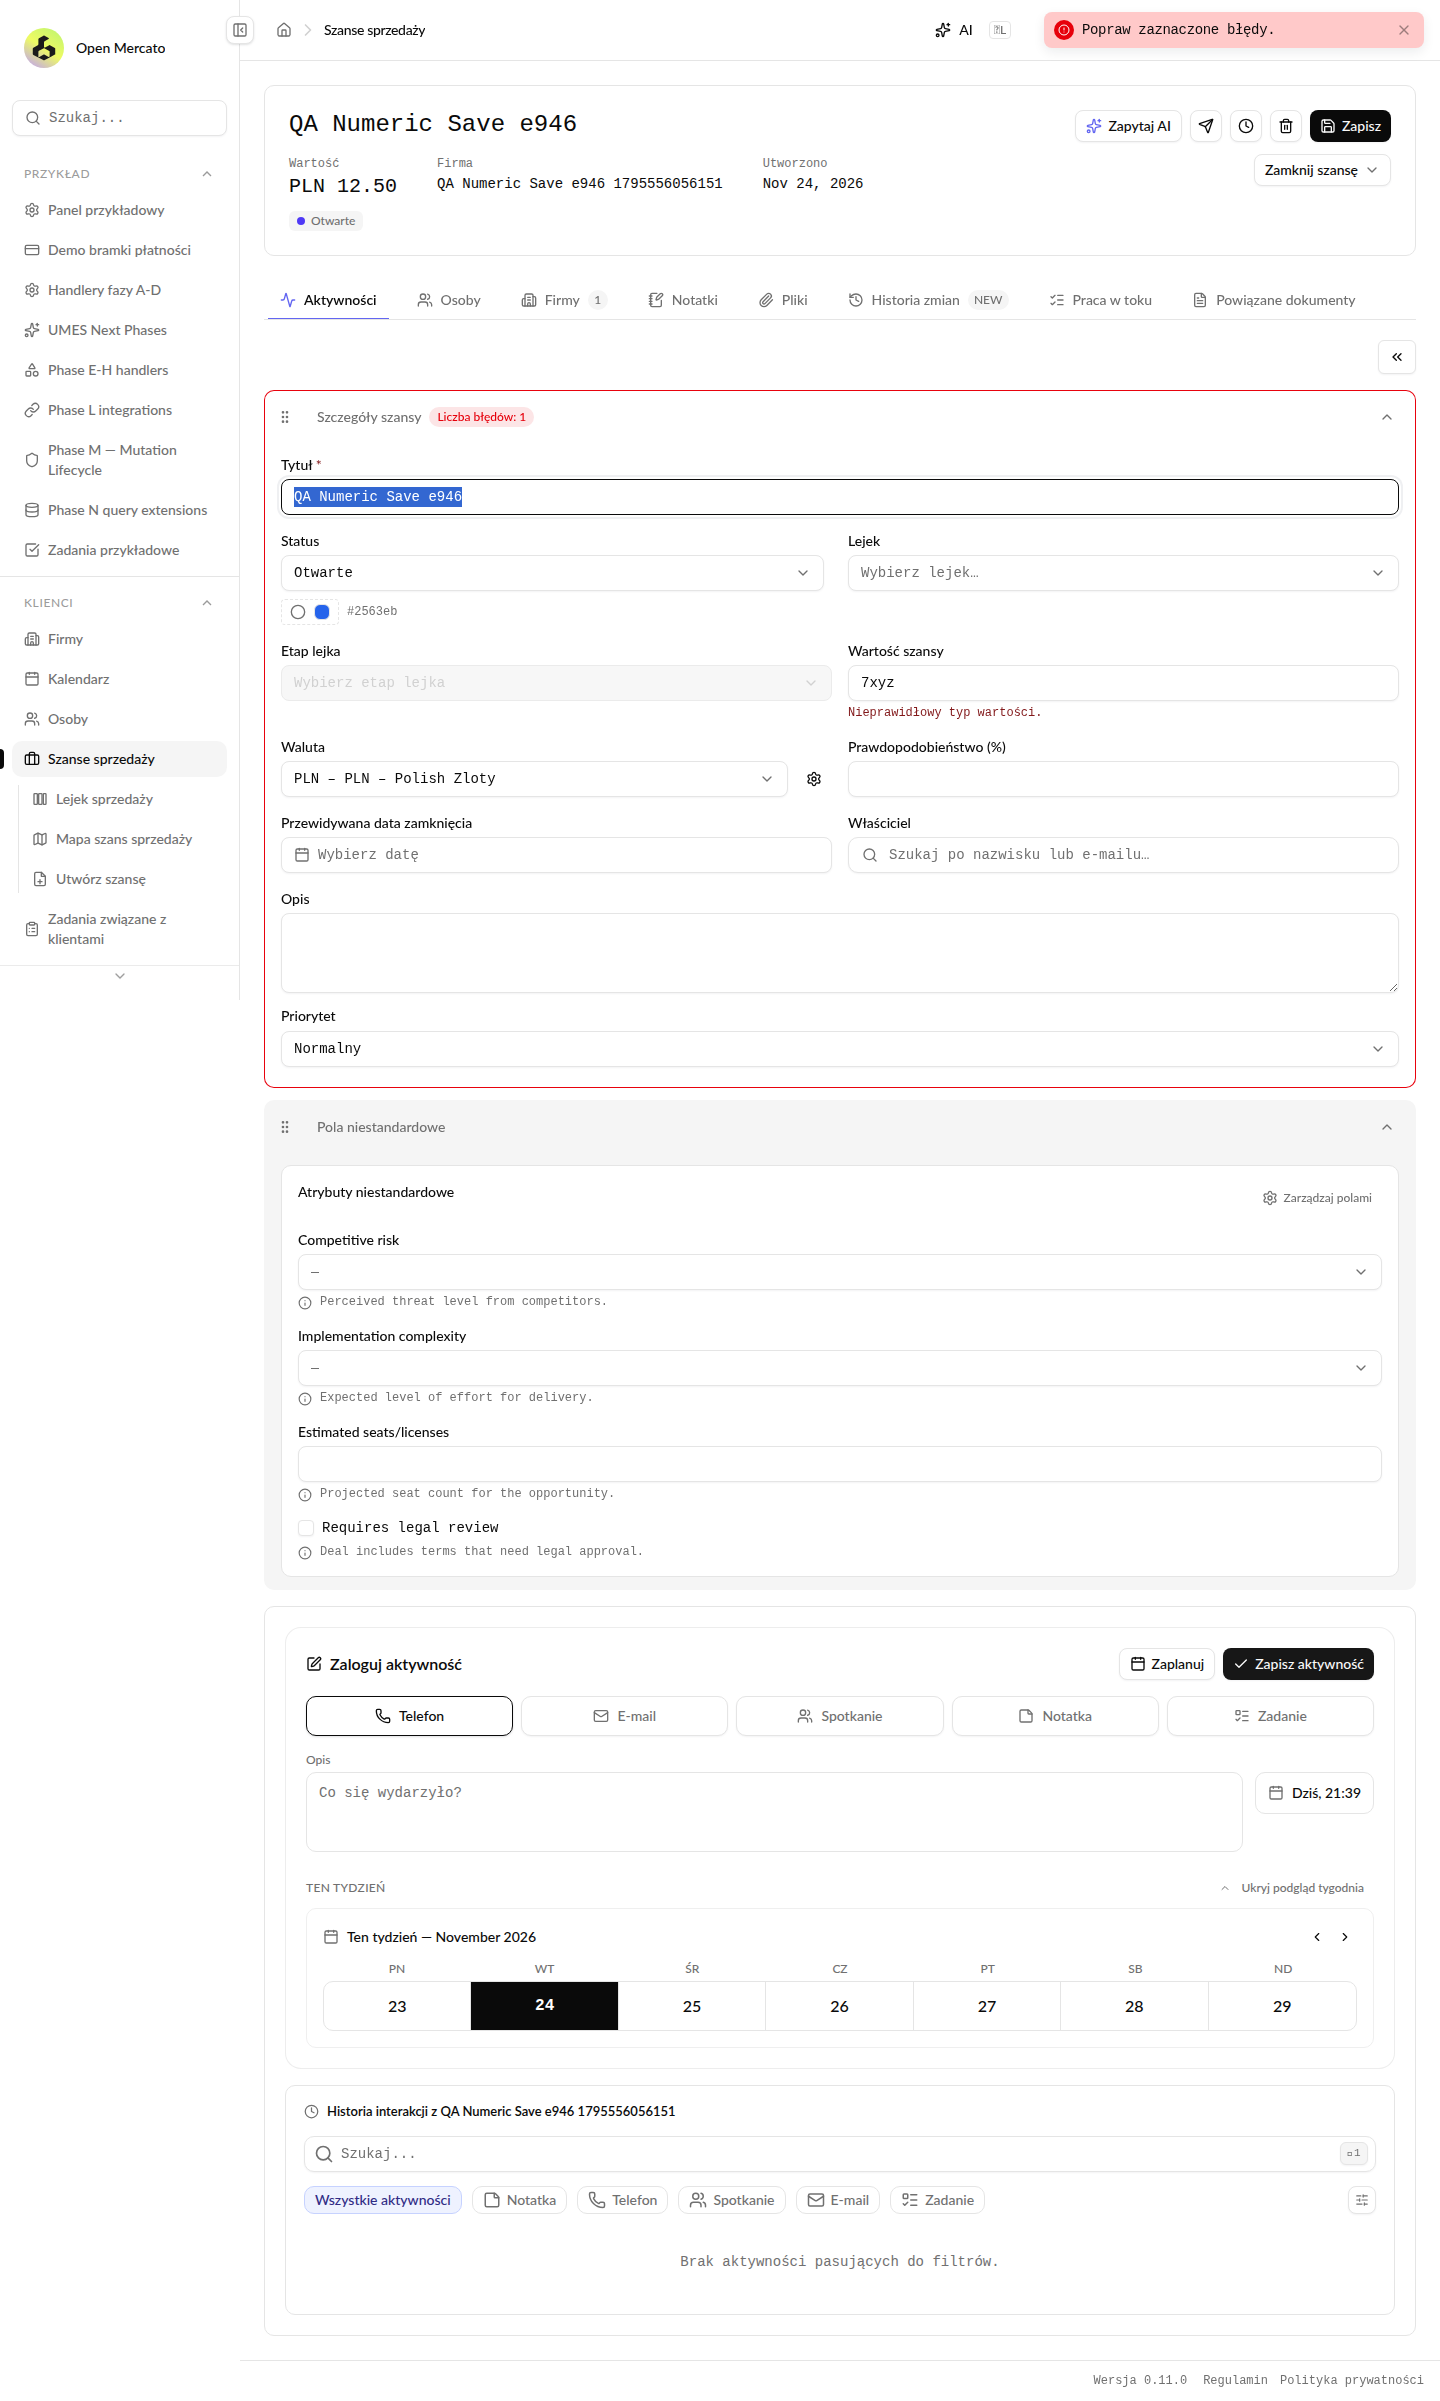 Open Mercato
Szukaj...
PRZYKŁAD
Panel przykładowy
Demo bramki płatności
Handlery fazy A-D
UMES Next Phases
Phase E-H handlers
Phase L integrations
Phase M — Mutation
Lifecycle
Phase N query extensions
Zadania przykładowe
KLIENCI
Firmy
Kalendarz
Osoby
Szanse sprzedaży
Lejek sprzedaży
Mapa szans sprzedaży
Utwórz szansę
Zadania związane z
klientami
Szanse sprzedaży
AI
L
Popraw zaznaczone błędy.
QA Numeric Save e946
Zapytaj AI
Zapisz
Wartość
PLN 12.50
Firma
QA Numeric Save e946 1795556056151
Utworzono
Nov 24, 2026
Zamknij szansę
Otwarte
Aktywności
Osoby
Firmy 1
Notatki
Pliki
Historia zmian NEW
Praca w toku
Powiązane dokumenty
Szczegóły szansy Liczba błędów: 1
Tytuł *
QA Numeric Save e946
Status
Otwarte
#2563eb
Lejek
Wybierz lejek…
Etap lejka
Wybierz etap lejka
Wartość szansy
7xyz
Nieprawidłowy typ wartości.
Waluta
PLN – PLN – Polish Zloty
Prawdopodobieństwo (%)
Przewidywana data zamknięcia
Wybierz datę
Właściciel
Szukaj po nazwisku lub e-mailu…
Opis
Priorytet
Normalny
Pola niestandardowe
Atrybuty niestandardowe
Zarządzaj polami
Competitive risk
—
Perceived threat level from competitors.
Implementation complexity
—
Expected level of effort for delivery.
Estimated seats/licenses
Projected seat count for the opportunity.
Requires legal review
Deal includes terms that need legal approval.
Zaloguj aktywność
Zaplanuj
Zapisz aktywność
Telefon
E-mail
Spotkanie
Notatka
Zadanie
Opis
Co się wydarzyło?
Dziś, 21:39
TEN TYDZIEŃ
Ukryj podgląd tygodnia
Ten tydzień — November 2026
PN WT ŚR CZ PT SB ND
23 24 25 26 27 28 29
Historia interakcji z QA Numeric Save e946 1795556056151
Szukaj...
1
Wszystkie aktywności
Notatka
Telefon
Spotkanie
E-mail
Zadanie
Brak aktywności pasujących do filtrów.
Wersja 0.11.0 Regulamin Polityka prywatności